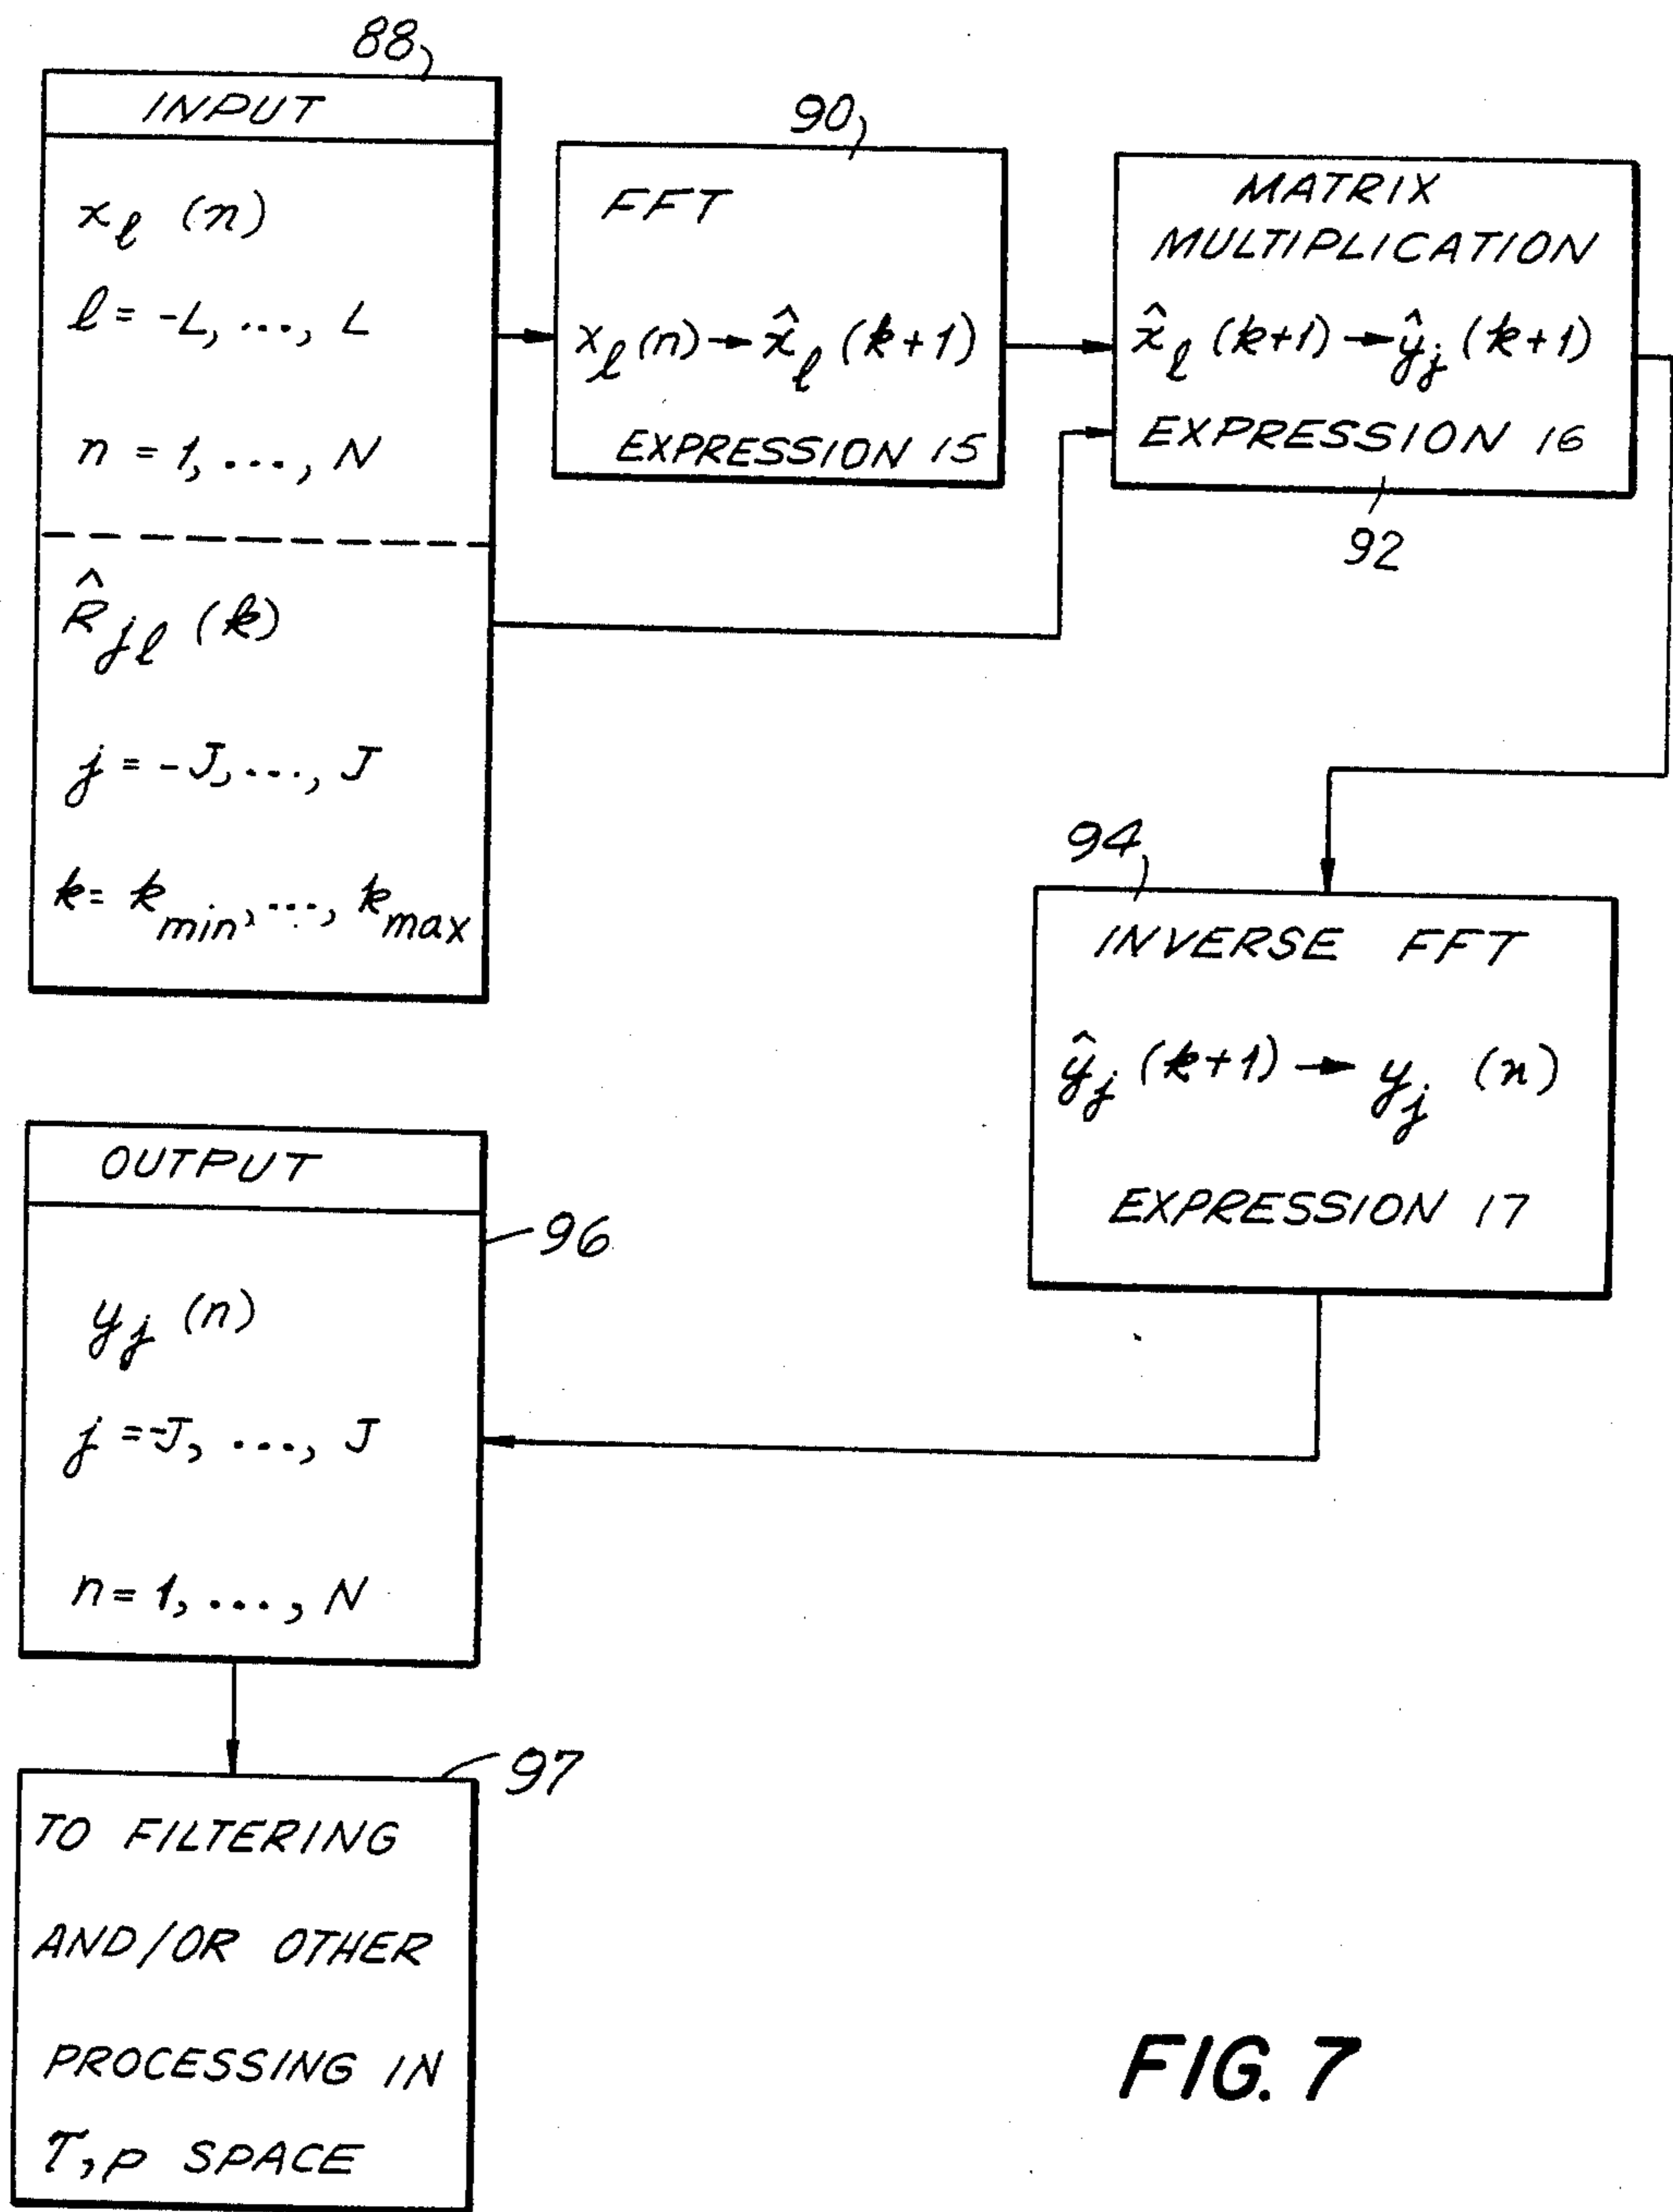 88
INPUT
x_ℓ (n)
ℓ = -L, ..., L
n = 1, ..., N
R̂_jℓ (k)
j = -J, ..., J
k = k_min, ..., k_max
90
FFT
x_ℓ(n) → x̂_ℓ (k+1)
EXPRESSION 15
MATRIX
MULTIPLICATION
x̂_ℓ (k+1) → ŷ_j (k+1)
EXPRESSION 16
92
94
INVERSE FFT
ŷ_j (k+1) → y_j (n)
EXPRESSION 17
OUTPUT
96
y_j (n)
j = -J, ..., J
n = 1, ..., N
97
TO FILTERING
AND/OR OTHER
PROCESSING IN
τ,p SPACE
FIG. 7